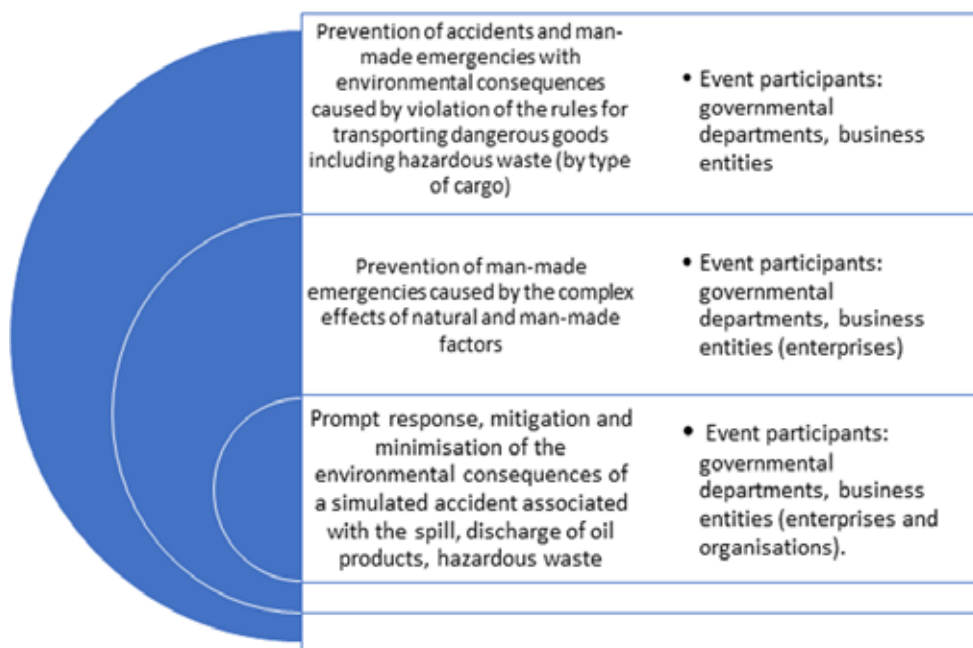 Prevention of accidents and man-
made emergencies with
environmental consequences
caused by violation of the rules for
transporting dangerous goods
including hazardous waste (by type
of cargo)
• Event participants:
governmental
departments, business
entities
Prevention of man-made
emergencies caused by the complex
effects of natural and man-made
factors
• Event participants:
governmental
departments, business
entities (enterprises)
Prompt response, mitigation and
minimisation of the
environmental consequences of
a simulated accident associated
with the spill, discharge of oil
products, hazardous waste
• Event participants:
governmental
departments, business
entities (enterprises and
organisations).